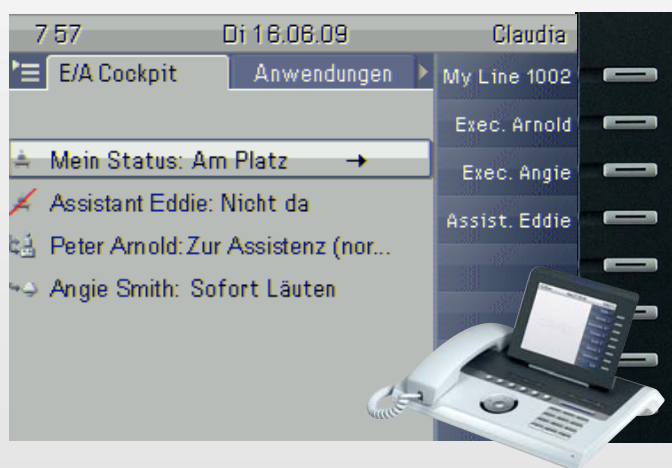 7 57 Di 16.06.09 Claudia
E/A Cockpit Anwendungen My Line 1002
Exec. Arnold
Mein Status: Am Platz → Exec. Angie
Assistant Eddie: Nicht da Assist. Eddie
Peter Arnold: Zur Assistenz (nor...
Angie Smith: Sofort Läuten